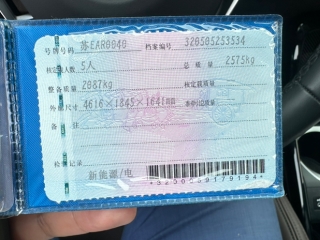 号牌号码 苏EAR0040 档案编号 320505253534
核定载人数 5人 总质量 2575kg
整备质量 2087kg 核定载质量
外廓尺寸 4616×1845×1641mm 准牵引总质量
备注
检验记录
新能源/电